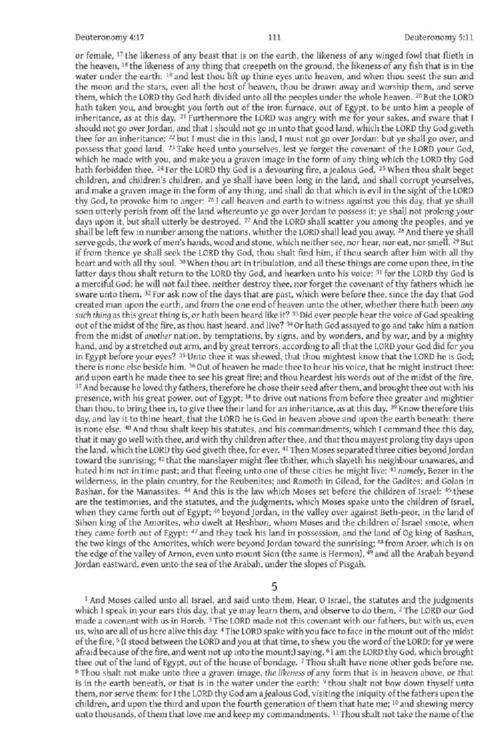 Deuteronomy 4:17 111 Deuteronomy 5:11
or female, 17 the likeness of any beast that is on the earth, the likeness of any winged fowl that flieth in
the heaven, 18 the likeness of any thing that creepeth on the ground, the likeness of any fish that is in the
water under the earth: 19 and lest thou lift up thine eyes unto heaven, and when thou seest the sun and
the moon and the stars, even all the host of heaven, thou be drawn away and worship them, and serve
them, which the LORD thy God hath divided unto all the peoples under the whole heaven. 20 But the LORD
hath taken you, and brought you forth out of the iron furnace, out of Egypt, to be unto him a people of
inheritance, as at this day. 21 Furthermore the LORD was angry with me for your sakes, and sware that I
should not go over Jordan, and that I should not go in unto that good land, which the LORD thy God giveth
thee for an inheritance: 22 but I must die in this land, I must not go over Jordan: but ye shall go over, and
possess that good land. 23 Take heed unto yourselves, lest ye forget the covenant of the LORD your God,
which he made with you, and make you a graven image in the form of any thing which the LORD thy God
hath forbidden thee. 24 For the LORD thy God is a devouring fire, a jealous God. 25 When thou shalt beget
children, and children's children, and ye shall have been long in the land, and shall corrupt yourselves,
and make a graven image in the form of any thing, and shall do that which is evil in the sight of the LORD
thy God, to provoke him to anger: 26 I call heaven and earth to witness against you this day, that ye shall
soon utterly perish from off the land whereunto ye go over Jordan to possess it; ye shall not prolong your
days upon it, but shall utterly be destroyed. 27 And the LORD shall scatter you among the peoples, and ye
shall be left few in number among the nations, whither the LORD shall lead you away. 28 And there ye shall
serve gods, the work of men's hands, wood and stone, which neither see, nor hear, nor eat, nor smell. 29 But
if from thence ye shall seek the LORD thy God, thou shalt find him, if thou search after him with all thy
heart and with all thy soul. 30 When thou art in tribulation, and all these things are come upon thee, in the
latter days thou shalt return to the LORD thy God, and hearken unto his voice: 31 for the LORD thy God is
a merciful God; he will not fail thee, neither destroy thee, nor forget the covenant of thy fathers which he
sware unto them. 32 For ask now of the days that are past, which were before thee, since the day that God
created man upon the earth, and from the one end of heaven unto the other, whether there hath been any
such thing as this great thing is, or hath been heard like it? 33 Did ever people hear the voice of God speaking
out of the midst of the fire, as thou hast heard, and live? 34 Or hath God assayed to go and take him a nation
from the midst of another nation, by temptations, by signs, and by wonders, and by war, and by a mighty
hand, and by a stretched out arm, and by great terrors, according to all that the LORD your God did for you
in Egypt before your eyes? 35 Unto thee it was shewed, that thou mightest know that the LORD he is God;
there is none else beside him. 36 Out of heaven he made thee to hear his voice, that he might instruct thee:
and upon earth he made thee to see his great fire; and thou heardest his words out of the midst of the fire.
37 And because he loved thy fathers, therefore he chose their seed after them, and brought thee out with his
presence, with his great power, out of Egypt; 38 to drive out nations from before thee greater and mightier
than thou, to bring thee in, to give thee their land for an inheritance, as at this day. 39 Know therefore this
day, and lay it to thine heart, that the LORD he is God in heaven above and upon the earth beneath: there
is none else. 40 And thou shalt keep his statutes, and his commandments, which I command thee this day,
that it may go well with thee, and with thy children after thee, and that thou mayest prolong thy days upon
the land, which the LORD thy God giveth thee, for ever. 41 Then Moses separated three cities beyond Jordan
toward the sunrising; 42 that the manslayer might flee thither, which slayeth his neighbour unawares, and
hated him not in time past; and that fleeing unto one of these cities he might live: 43 namely, Bezer in the
wilderness, in the plain country, for the Reubenites; and Ramoth in Gilead, for the Gadites; and Golan in
Bashan, for the Manassites. 44 And this is the law which Moses set before the children of Israel: 45 these
are the testimonies, and the statutes, and the judgments, which Moses spake unto the children of Israel,
when they came forth out of Egypt; 46 beyond Jordan, in the valley over against Beth-peor, in the land of
Sihon king of the Amorites, who dwelt at Heshbon, whom Moses and the children of Israel smote, when
they came forth out of Egypt: 47 and they took his land in possession, and the land of Og king of Bashan,
the two kings of the Amorites, which were beyond Jordan toward the sunrising; 48 from Aroer, which is on
the edge of the valley of Arnon, even unto mount Sion (the same is Hermon), 49 and all the Arabah beyond
Jordan eastward, even unto the sea of the Arabah, under the slopes of Pisgah.
5
1 And Moses called unto all Israel, and said unto them, Hear, O Israel, the statutes and the judgments
which I speak in your ears this day, that ye may learn them, and observe to do them. 2 The LORD our God
made a covenant with us in Horeb. 3 The LORD made not this covenant with our fathers, but with us, even
us, who are all of us here alive this day. 4 The LORD spake with you face to face in the mount out of the midst
of the fire, 5 (I stood between the LORD and you at that time, to shew you the word of the LORD: for ye were
afraid because of the fire, and went not up into the mount;) saying, 6 I am the LORD thy God, which brought
thee out of the land of Egypt, out of the house of bondage. 7 Thou shalt have none other gods before me.
8 Thou shalt not make unto thee a graven image, the likeness of any form that is in heaven above, or that
is in the earth beneath, or that is in the water under the earth: 9 thou shalt not bow down thyself unto
them, nor serve them: for I the LORD thy God am a jealous God, visiting the iniquity of the fathers upon the
children, and upon the third and upon the fourth generation of them that hate me; 10 and shewing mercy
unto thousands, of them that love me and keep my commandments. 11 Thou shalt not take the name of the